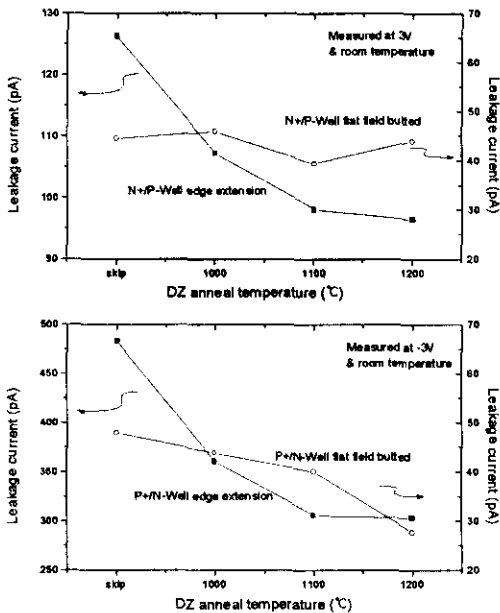 130
120
110
100
90
Leakage current (pA)
Measured at 3V
& room temperature
N+/P-Well flat field butted
N+/P-Well edge extension
70
60
50
40
30
20
Leakage current (pA)
skip 1000 1100 1200
DZ anneal temperature (℃)
500
450
400
350
300
250
Leakage current (pA)
Measured at -3V
& room temperature
P+/N-Well flat field butted
P+/N-Well edge extension
70
60
50
40
30
20
Leakage current (pA)
skip 1000 1100 1200
DZ anneal temperature (℃)